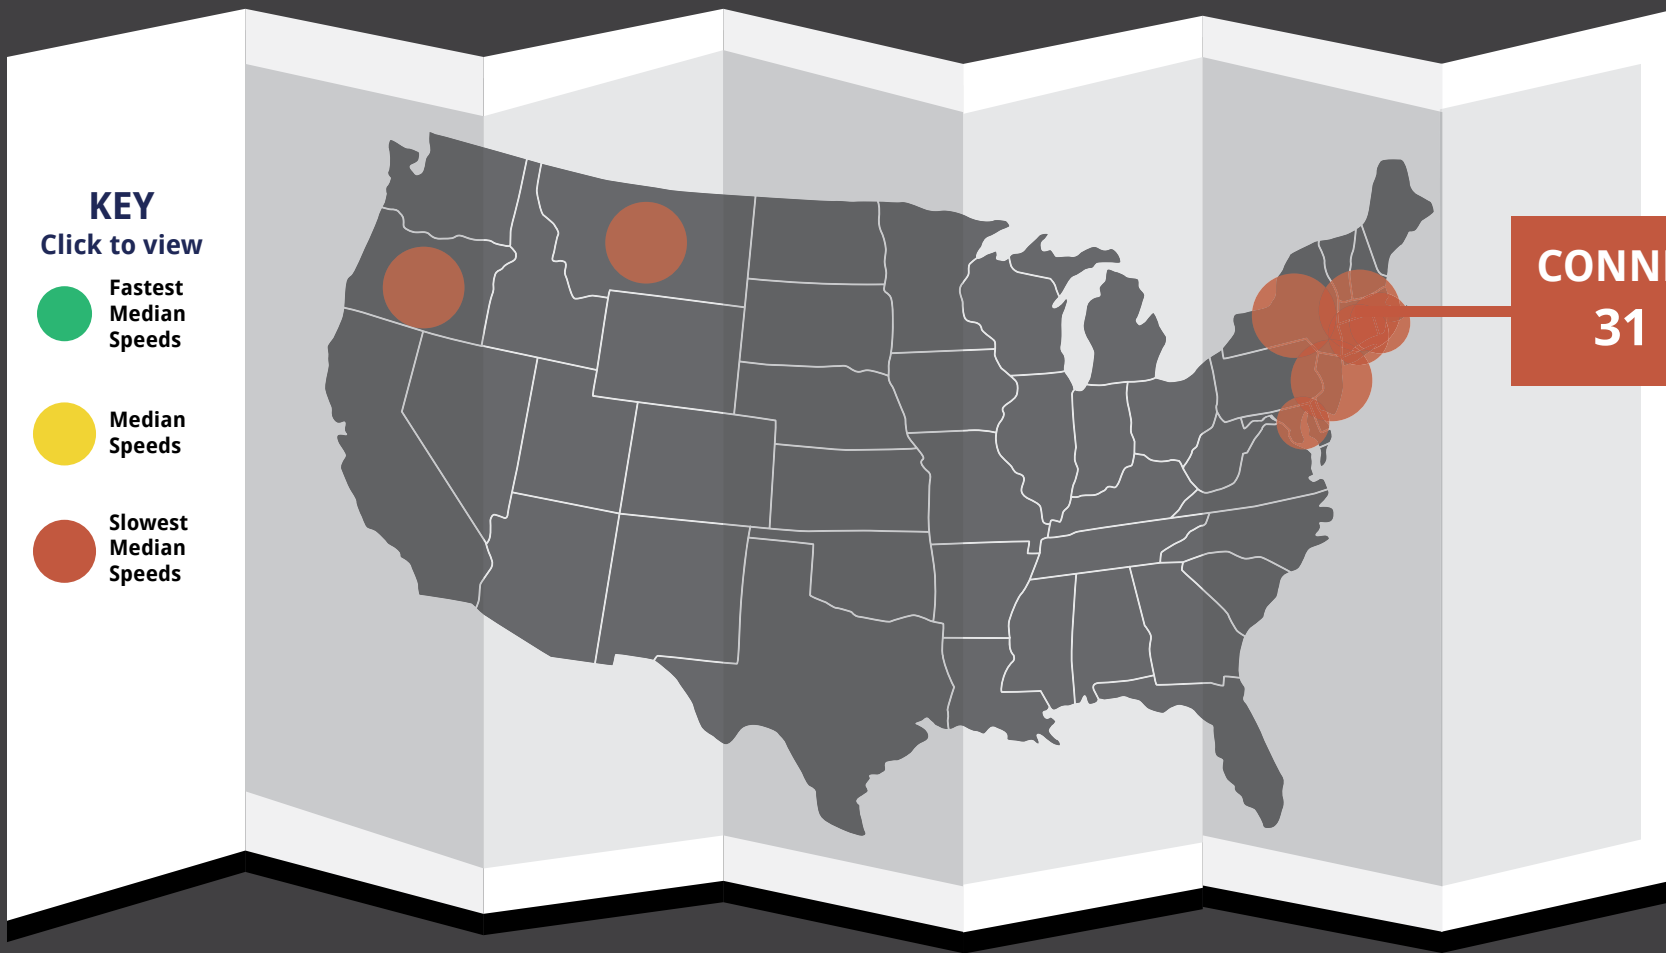 KEY
Click to view
Fastest
Median
Speeds
Median
Speeds
Slowest
Median
Speeds
CONN
31